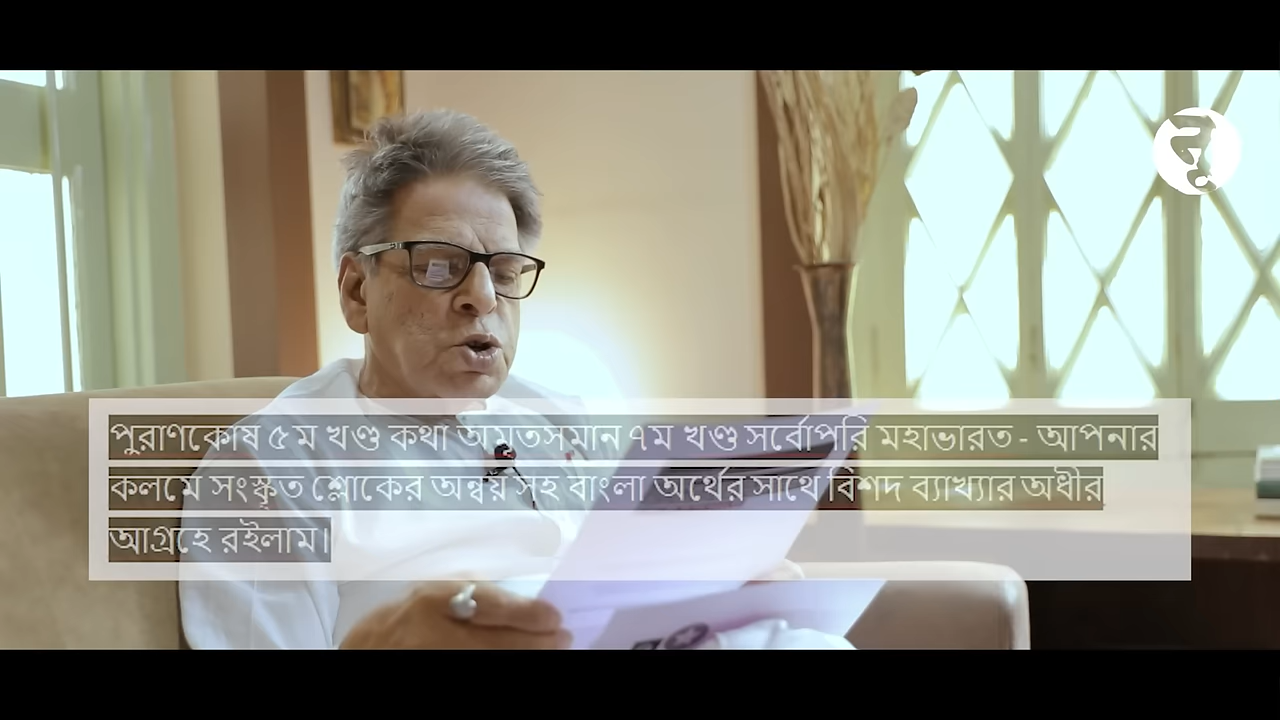 পুরাণকোষ ৫ম খণ্ড কথা অমৃতসমান ৭ম খণ্ড সর্বোপরি মহাভারত - আপনার
কলমে সংস্কৃত শ্লোকের অন্বয় সহ বাংলা অর্থের সাথে বিশদ ব্যাখ্যার অধীর
আগ্রহে রইলাম।